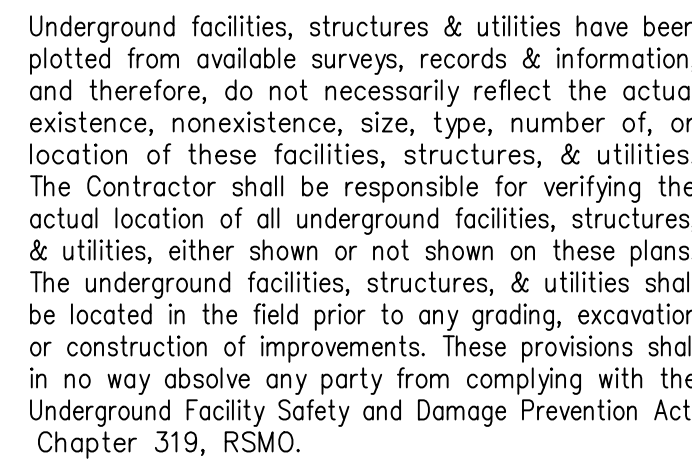 Underground facilities, structures & utilities have been
plotted from available surveys, records & information,
and therefore, do not necessarily reflect the actua
existence, nonexistence, size, type, number of, or
location of these facilities, structures, & utilities.
The Contractor shall be responsible for verifying the
actual location of all underground facilities, structures,
& utilities, either shown or not shown on these plans.
The underground facilities, structures, & utilities shal
be located in the field prior to any grading, excavation
or construction of improvements. These provisions shal
in no way absolve any party from complying with the
Underground Facility Safety and Damage Prevention Act,
Chapter 319, RSMO.